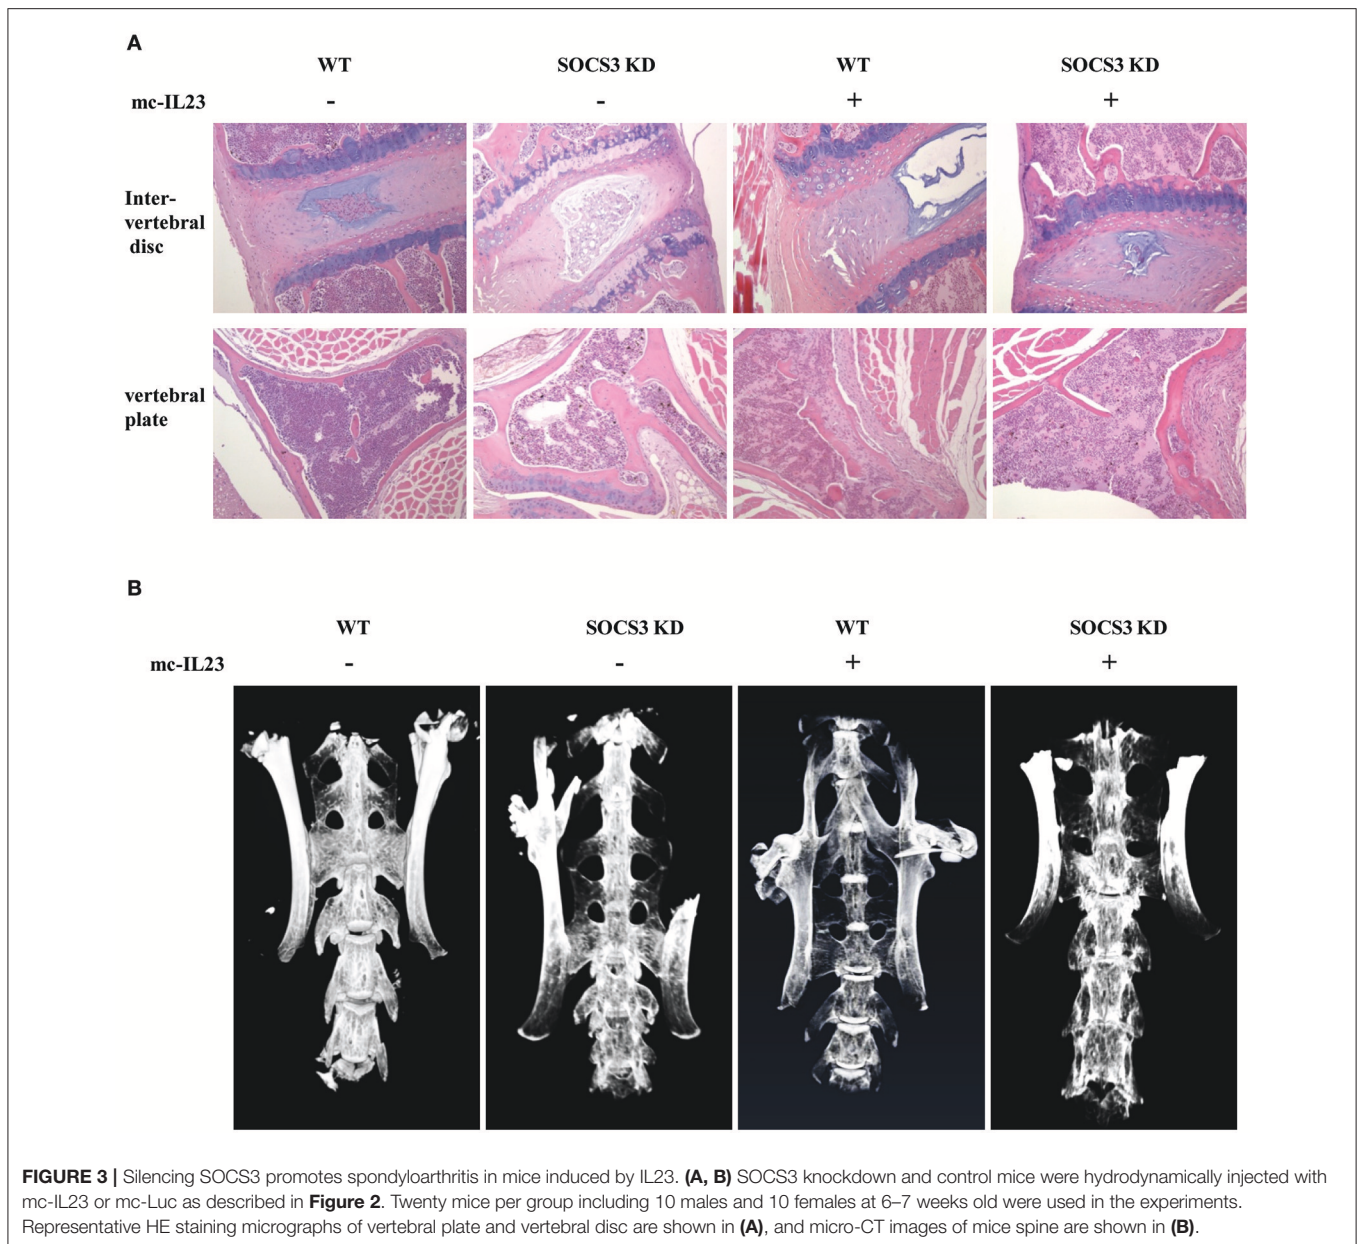 A
WT SOCS3 KD WT SOCS3 KD
mc-IL23 - - + +
Inter-
vertebral
disc
vertebral
plate
B
WT SOCS3 KD WT SOCS3 KD
mc-IL23 - - + +
FIGURE 3 | Silencing SOCS3 promotes spondyloarthritis in mice induced by IL23. (A, B) SOCS3 knockdown and control mice were hydrodynamically injected with
mc-IL23 or mc-Luc as described in Figure 2. Twenty mice per group including 10 males and 10 females at 6–7 weeks old were used in the experiments.
Representative HE staining micrographs of vertebral plate and vertebral disc are shown in (A), and micro-CT images of mice spine are shown in (B).